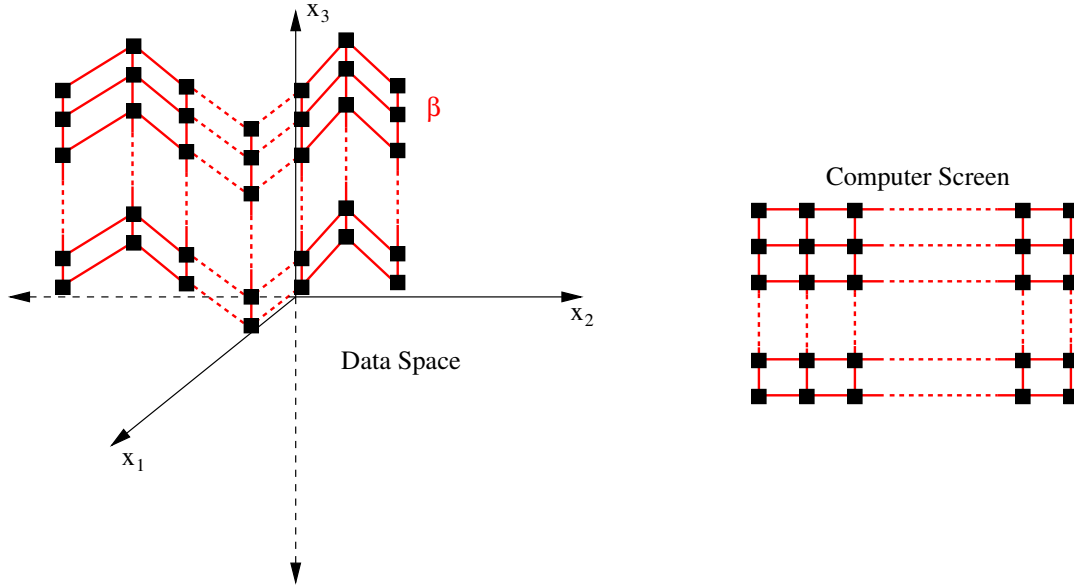 x₃
β
Computer Screen
x₂
Data Space
x₁